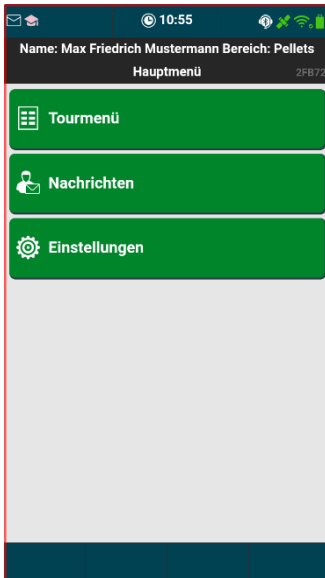 10:55
Name: Max Friedrich Mustermann Bereich: Pellets
Hauptmenü
2FB72
Tourmenü
Nachrichten
Einstellungen